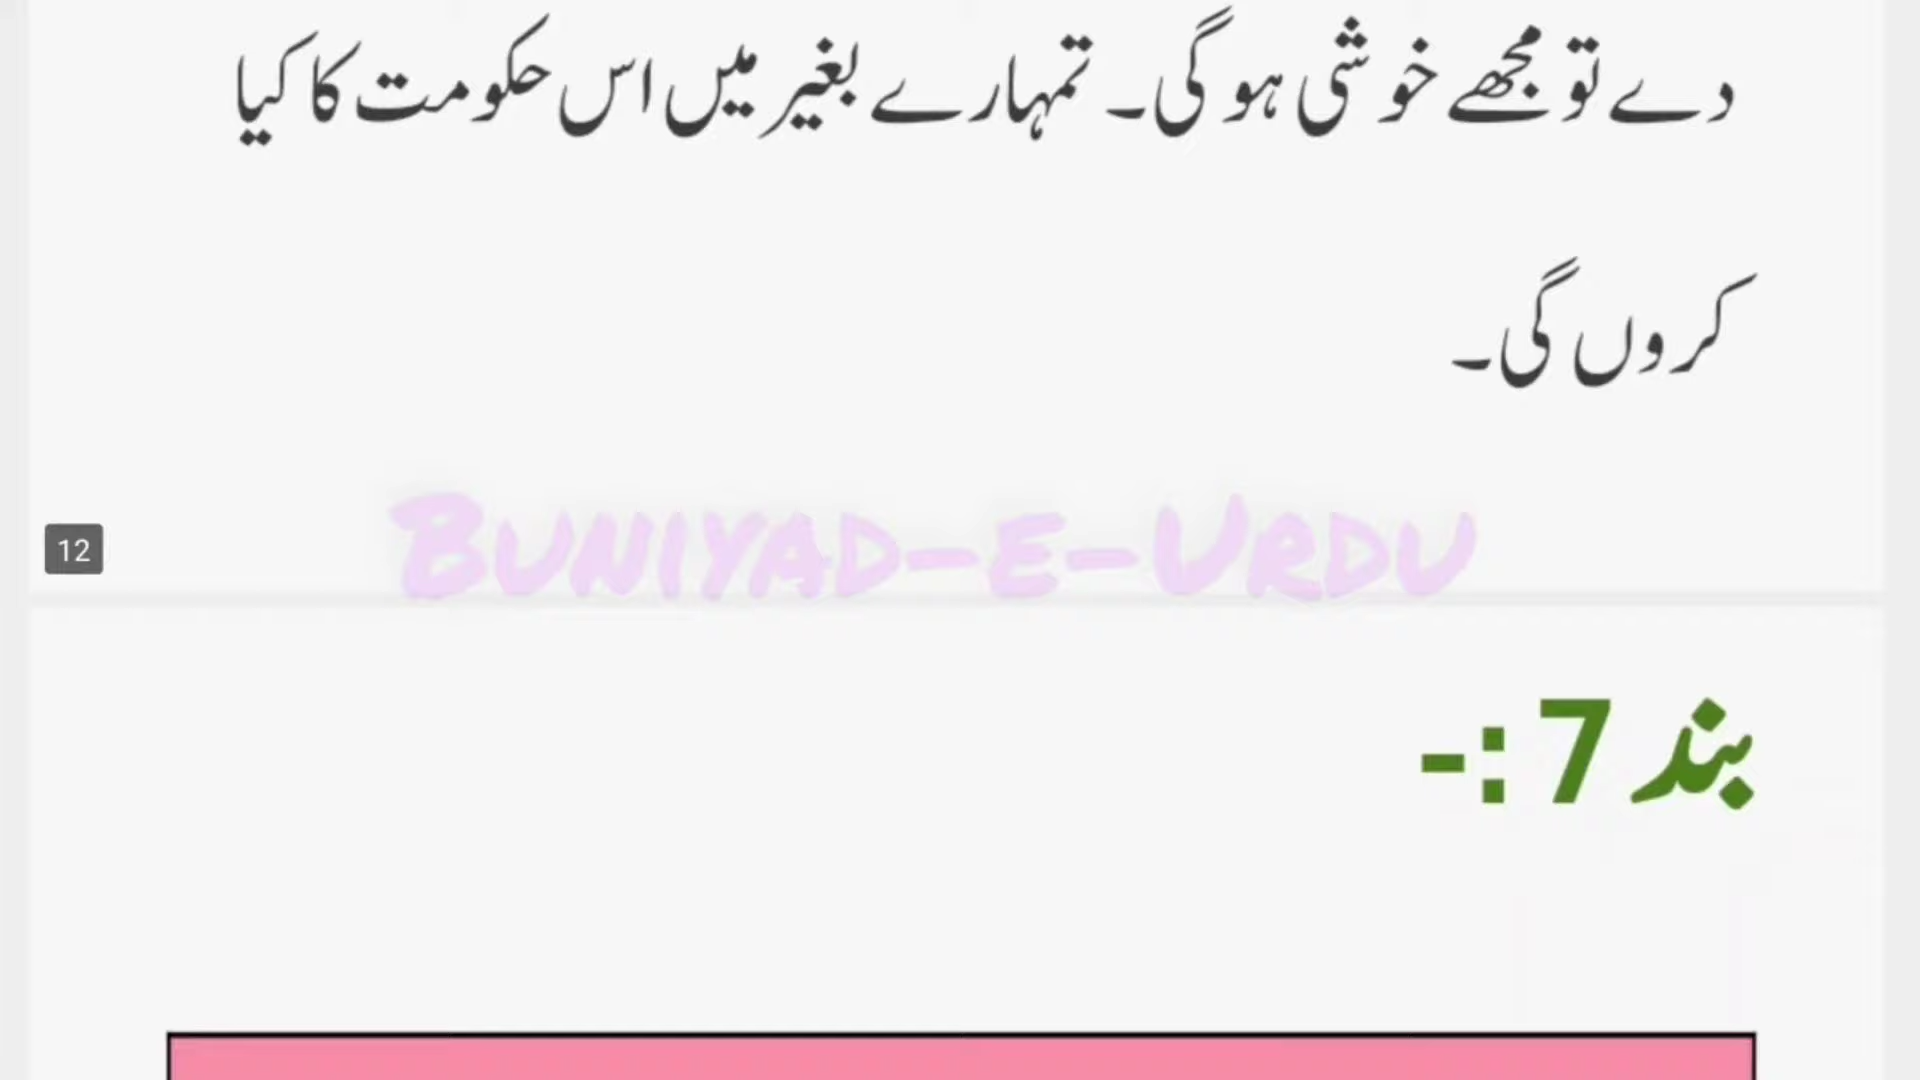 دے تو مجھے خوشی ہو گی۔ تمہارے بغیر میں اس حکومت کا کیا
کروں گی۔
BUNIYAD-E-URDU
12
بند 7 :-